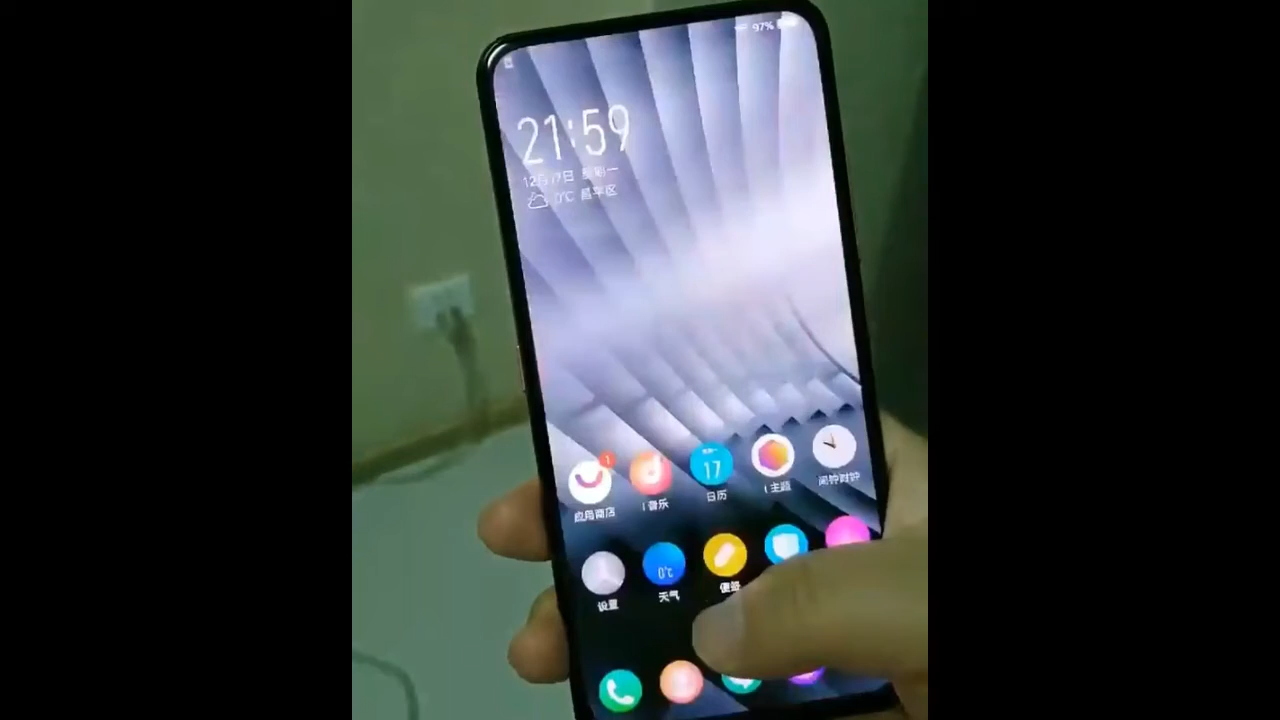 97%
21:59
12月17日 星期一
0℃ 昌平区
1
17
应用商店
i 音乐
日历
i 主题
闹钟时钟
0℃
设置
天气
便签